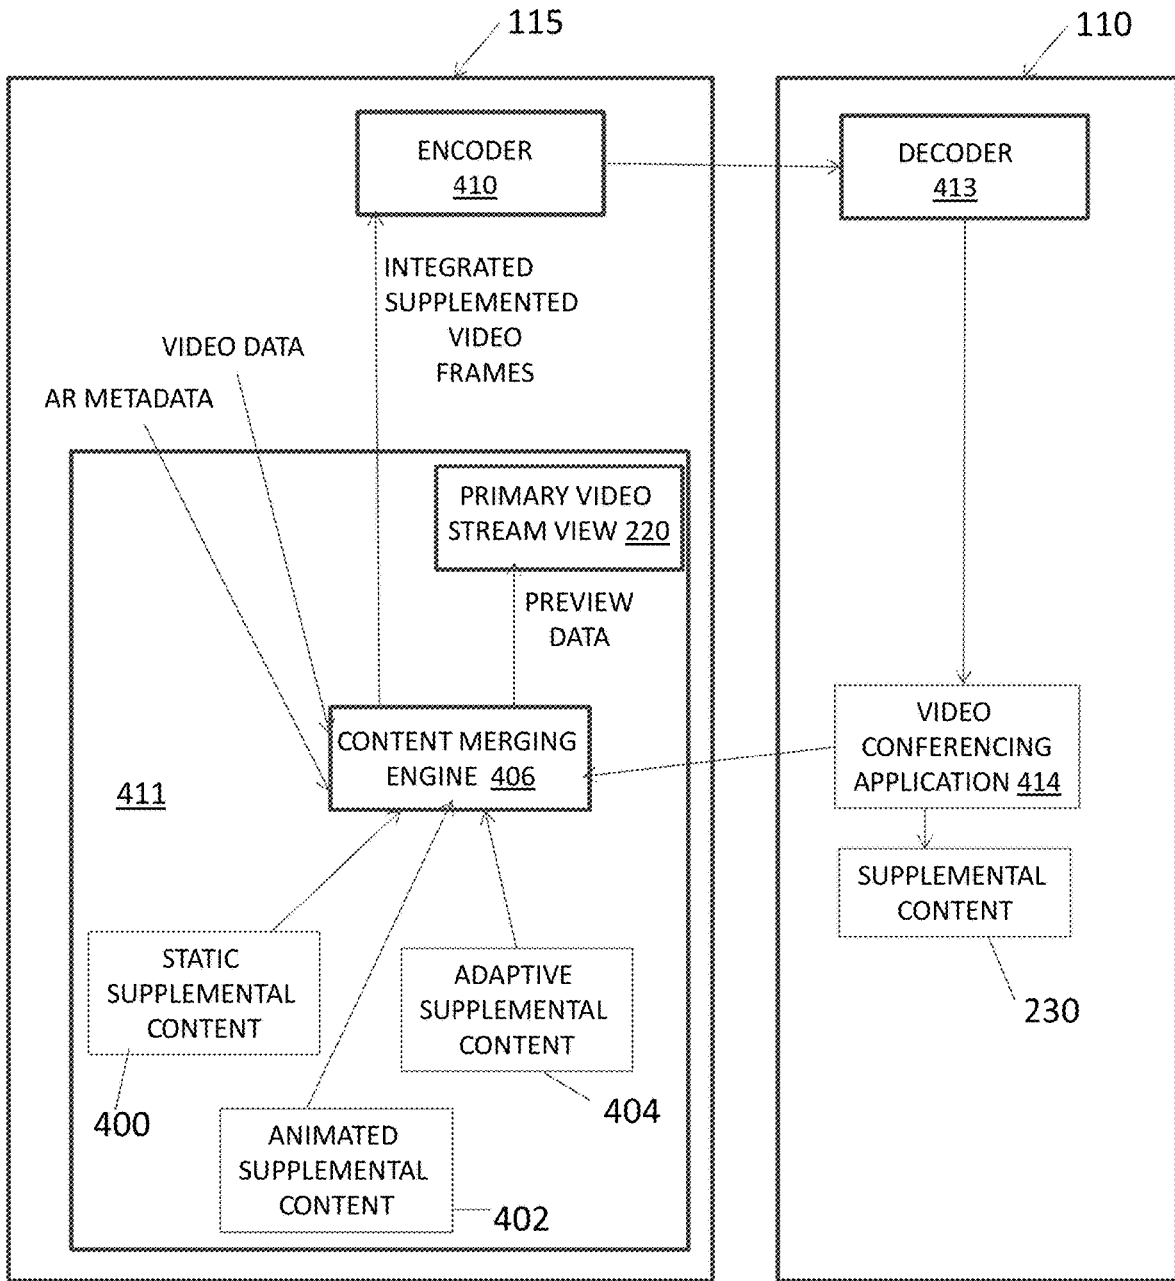 115
110
ENCODER
410
DECODER
413
INTEGRATED
SUPPLEMENTED
VIDEO
FRAMES
VIDEO DATA
AR METADATA
PRIMARY VIDEO
STREAM VIEW 220
PREVIEW
DATA
CONTENT MERGING
ENGINE 406
VIDEO
CONFERENCING
APPLICATION 414
411
SUPPLEMENTAL
CONTENT
230
STATIC
SUPPLEMENTAL
CONTENT
400
ADAPTIVE
SUPPLEMENTAL
CONTENT
404
ANIMATED
SUPPLEMENTAL
CONTENT
402